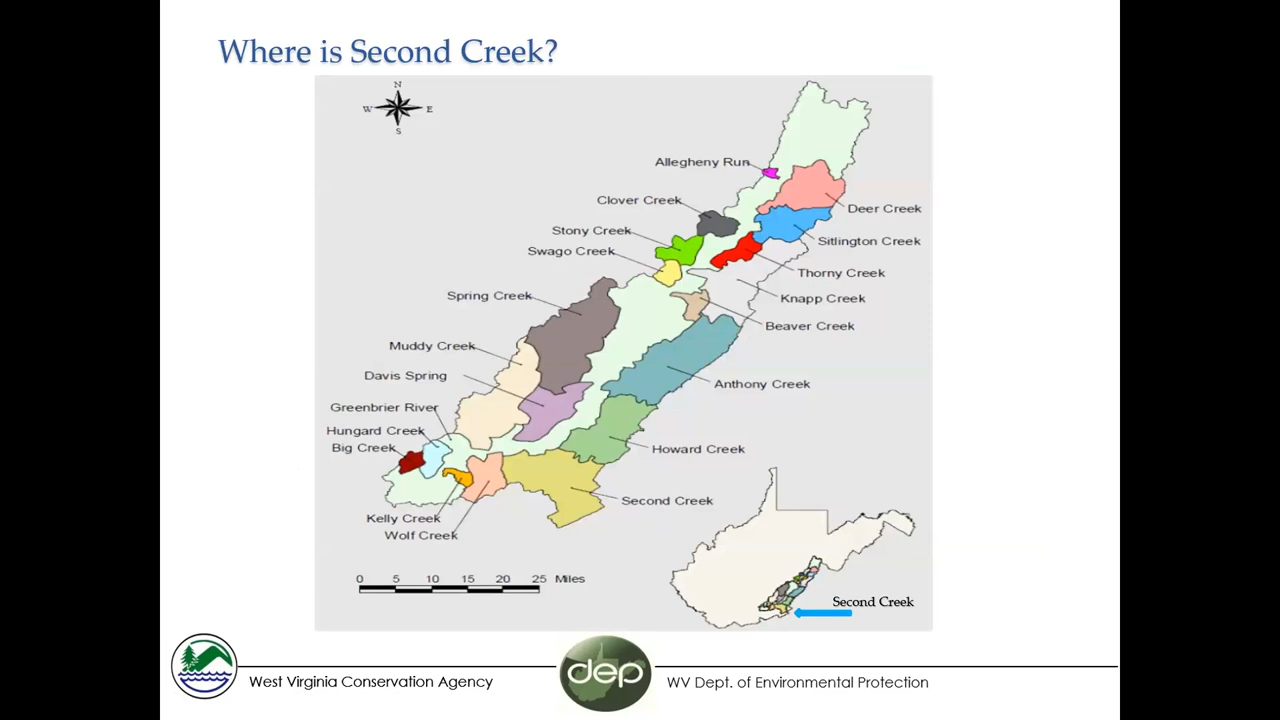 Where is Second Creek?
N
W E
S
Allegheny Run
Clover Creek
Deer Creek
Stony Creek
Sitlington Creek
Swago Creek
Thorny Creek
Spring Creek
Knapp Creek
Beaver Creek
Muddy Creek
Davis Spring
Anthony Creek
Greenbrier River
Hungard Creek
Big Creek
Howard Creek
Second Creek
Kelly Creek
Wolf Creek
0 5 10 15 20 25 Miles
Second Creek
West Virginia Conservation Agency
dep
WV Dept. of Environmental Protection